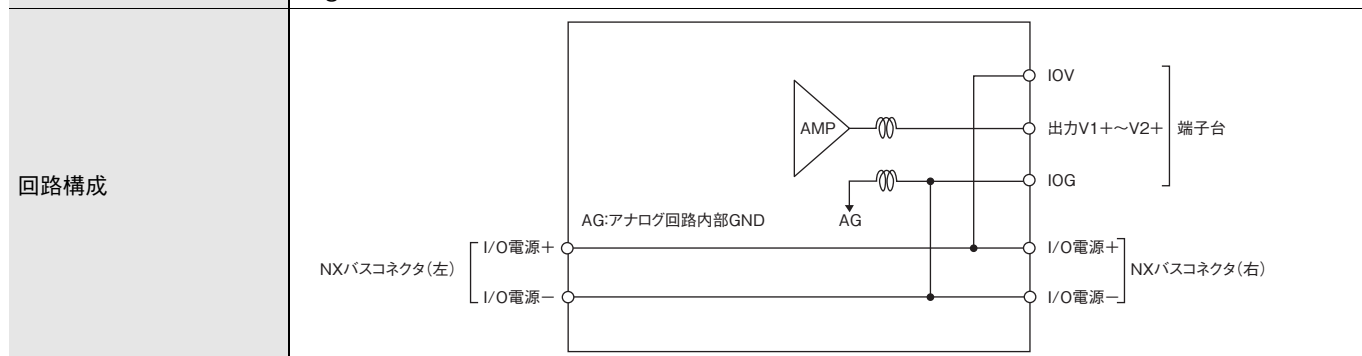 回路構成
IOV
AMP
出力V1+～V2+
端子台
IOG
AG:アナログ回路内部GND
AG
NXバスコネクタ(左)
I/O電源+
I/O電源+
NXバスコネクタ(右)
I/O電源－
I/O電源－